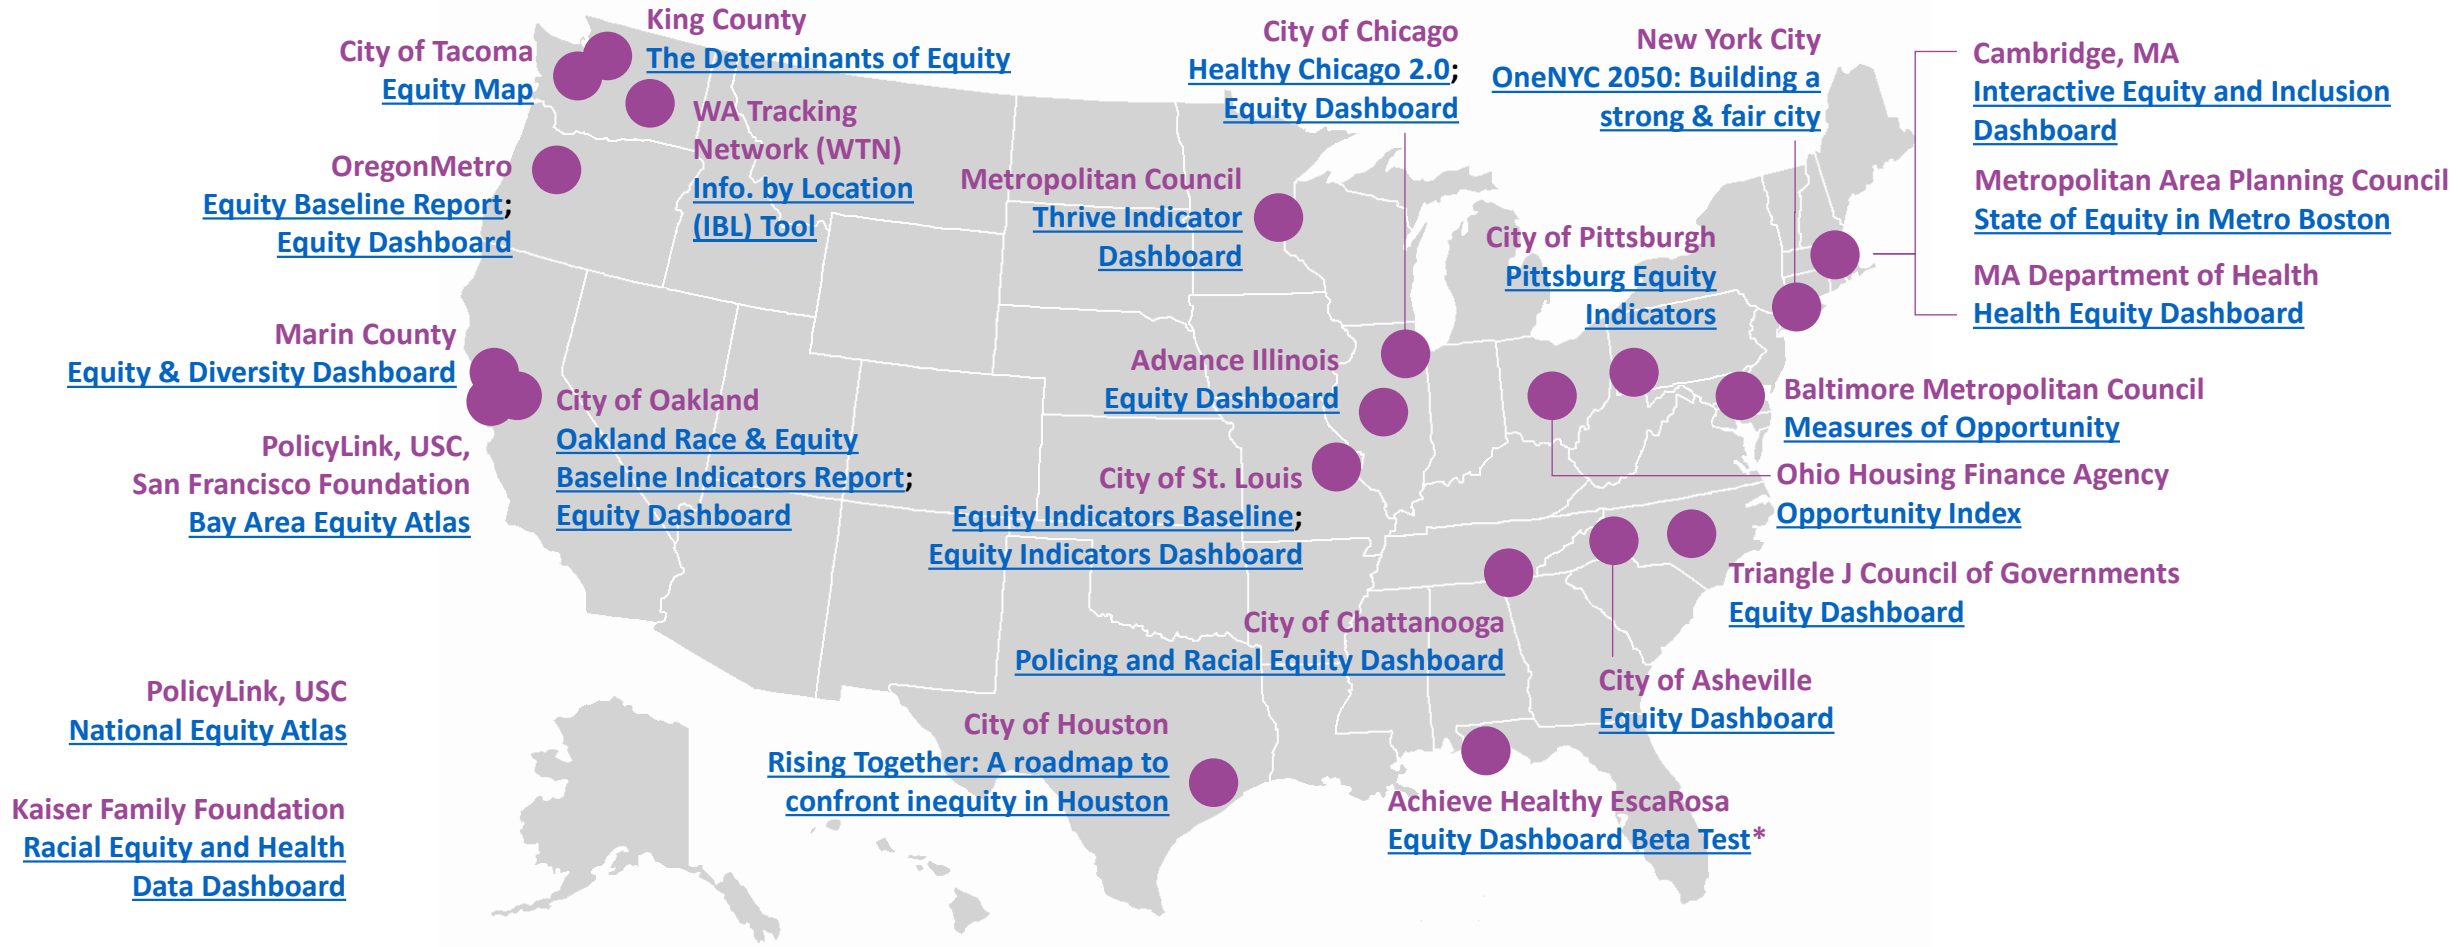 King County
The Determinants of Equity
City of Tacoma
Equity Map
WA Tracking
Network (WTN)
Info. by Location
(IBL) Tool
OregonMetro
Equity Baseline Report;
Equity Dashboard
Marin County
Equity & Diversity Dashboard
City of Oakland
Oakland Race & Equity
Baseline Indicators Report;
Equity Dashboard
PolicyLink, USC,
San Francisco Foundation
Bay Area Equity Atlas
PolicyLink, USC
National Equity Atlas
Kaiser Family Foundation
Racial Equity and Health
Data Dashboard
City of Chicago
Healthy Chicago 2.0;
Equity Dashboard
Metropolitan Council
Thrive Indicator
Dashboard
Advance Illinois
Equity Dashboard
City of St. Louis
Equity Indicators Baseline;
Equity Indicators Dashboard
City of Chattanooga
Policing and Racial Equity Dashboard
City of Houston
Rising Together: A roadmap to
confront inequity in Houston
New York City
OneNYC 2050: Building a
strong & fair city
City of Pittsburgh
Pittsburg Equity
Indicators
Cambridge, MA
Interactive Equity and Inclusion
Dashboard
Metropolitan Area Planning Council
State of Equity in Metro Boston
MA Department of Health
Health Equity Dashboard
Baltimore Metropolitan Council
Measures of Opportunity
Ohio Housing Finance Agency
Opportunity Index
Triangle J Council of Governments
Equity Dashboard
City of Asheville
Equity Dashboard
Achieve Healthy EscaRosa
Equity Dashboard Beta Test*